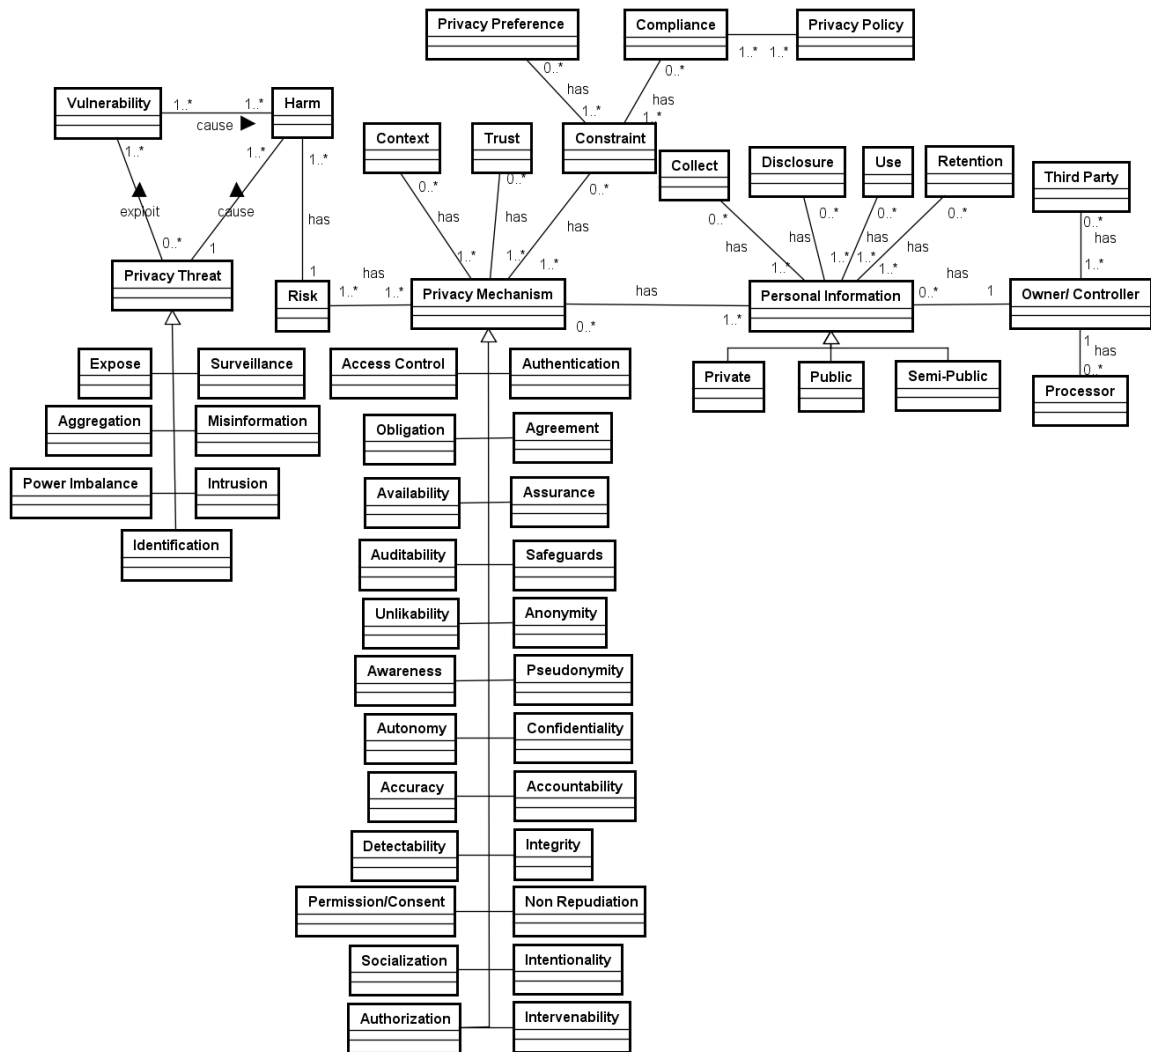 Privacy Preference
Compliance
Privacy Policy
1..* 1..*
0..*
0..*
has
has
1..*
1..*
Vulnerability
Harm
1..* 1..*
cause
1..*
1..*
1..*
exploit
cause
0..*
1
has
1
Context
Trust
Constraint
0..*
0..*
0..*
has
has
has
1..*
1..*
1..*
Collect
Disclosure
Use
Retention
0..*
0..*
0..*
0..*
has
has
has
has
1..*
1..*
1..*
1..*
Third Party
0..*
has
1..*
Privacy Threat
Risk
has
1..* 1..*
Privacy Mechanism
has
0..*
1..*
Personal Information
has
0..*
1
Owner/ Controller
1
has
0..*
Processor
Private
Public
Semi-Public
Expose
Surveillance
Aggregation
Misinformation
Power Imbalance
Intrusion
Identification
Access Control
Authentication
Obligation
Agreement
Availability
Assurance
Auditability
Safeguards
Unlikability
Anonymity
Awareness
Pseudonymity
Autonomy
Confidentiality
Accuracy
Accountability
Detectability
Integrity
Permission/Consent
Non Repudiation
Socialization
Intentionality
Authorization
Intervenability